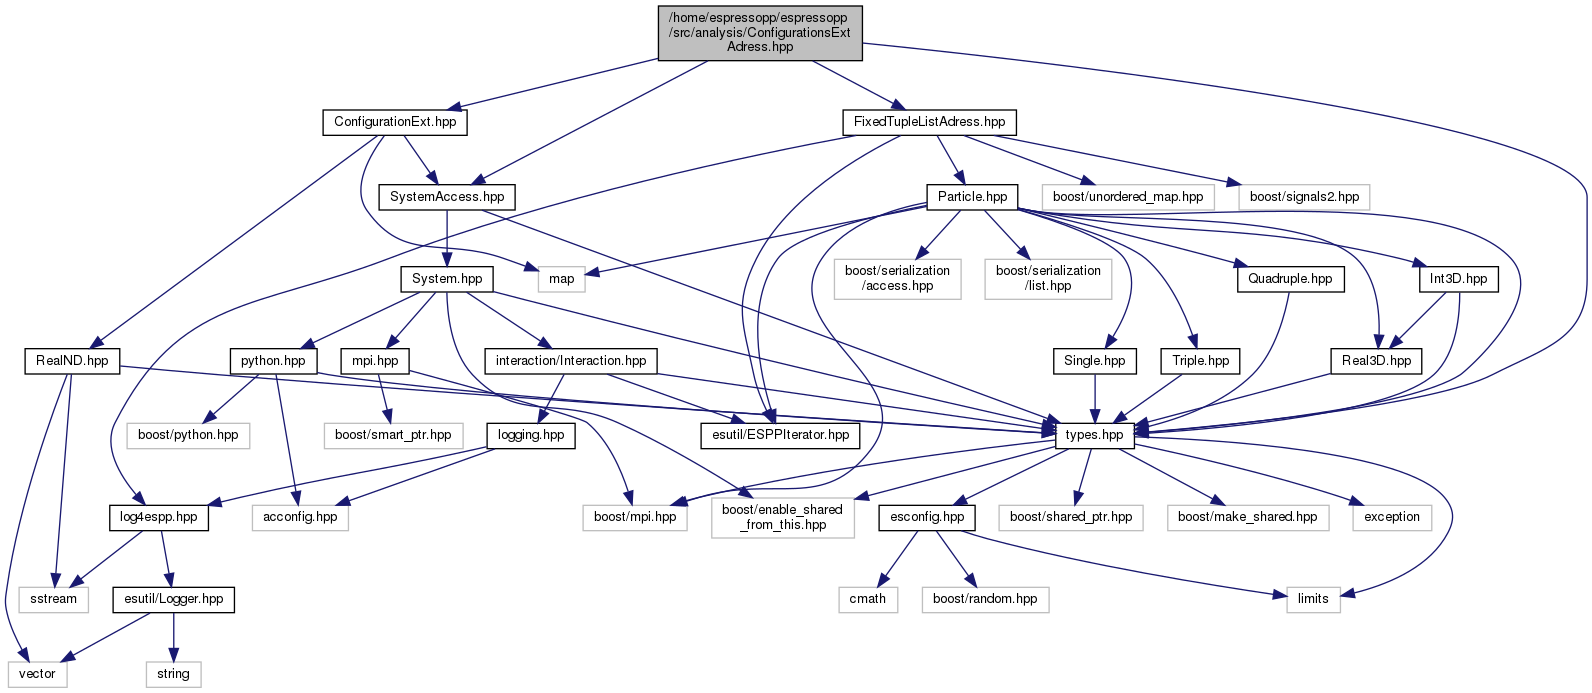 /home/espressopp/espressopp
/src/analysis/ConfigurationsExt
Adress.hpp
ConfigurationExt.hpp
FixedTupleListAdress.hpp
SystemAccess.hpp
Particle.hpp
boost/unordered_map.hpp
boost/signals2.hpp
System.hpp
map
boost/serialization
/access.hpp
boost/serialization
/list.hpp
Quadruple.hpp
Int3D.hpp
RealND.hpp
python.hpp
mpi.hpp
interaction/Interaction.hpp
Single.hpp
Triple.hpp
Real3D.hpp
boost/python.hpp
boost/smart_ptr.hpp
logging.hpp
esutil/ESPPIterator.hpp
types.hpp
log4espp.hpp
acconfig.hpp
boost/mpi.hpp
boost/enable_shared
_from_this.hpp
esconfig.hpp
boost/shared_ptr.hpp
boost/make_shared.hpp
exception
sstream
esutil/Logger.hpp
cmath
boost/random.hpp
limits
vector
string